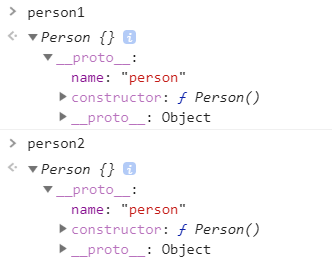 > person1
<· ▼Person {} i
▼__proto__:
name: "person"
▶constructor: ƒ Person()
▶__proto__: Object
> person2
<· ▼Person {} i
▼__proto__:
name: "person"
▶constructor: ƒ Person()
▶__proto__: Object